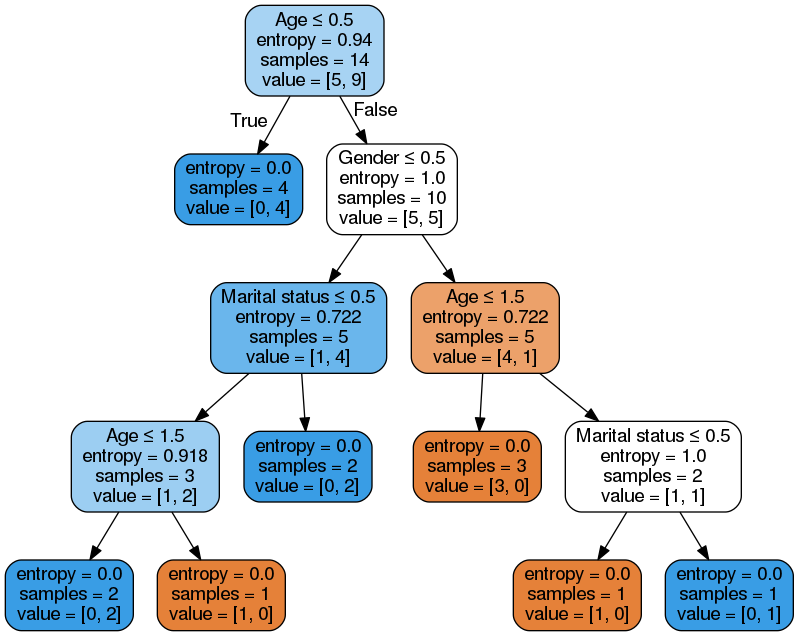 Age ≤ 0.5
entropy = 0.94
samples = 14
value = [5, 9]
True
False
entropy = 0.0
samples = 4
value = [0, 4]
Gender ≤ 0.5
entropy = 1.0
samples = 10
value = [5, 5]
Marital status ≤ 0.5
entropy = 0.722
samples = 5
value = [1, 4]
Age ≤ 1.5
entropy = 0.722
samples = 5
value = [4, 1]
Age ≤ 1.5
entropy = 0.918
samples = 3
value = [1, 2]
entropy = 0.0
samples = 2
value = [0, 2]
entropy = 0.0
samples = 3
value = [3, 0]
Marital status ≤ 0.5
entropy = 1.0
samples = 2
value = [1, 1]
entropy = 0.0
samples = 2
value = [0, 2]
entropy = 0.0
samples = 1
value = [1, 0]
entropy = 0.0
samples = 1
value = [1, 0]
entropy = 0.0
samples = 1
value = [0, 1]